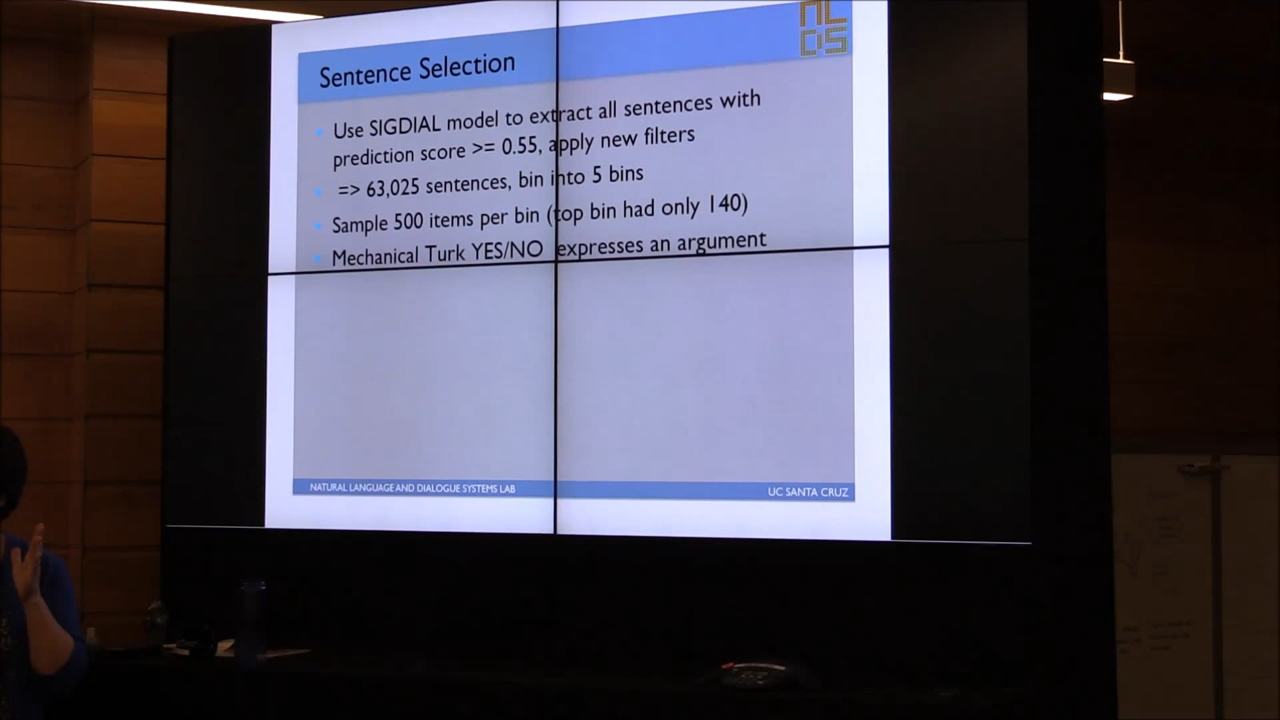 NL
DS
Sentence Selection
Use SIGDIAL model to extract all sentences with
prediction score >= 0.55, apply new filters
=> 63,025 sentences, bin into 5 bins
Sample 500 items per bin (top bin had only 140)
Mechanical Turk YES/NO expresses an argument
NATURAL LANGUAGE AND DIALOGUE SYSTEMS LAB
UC SANTA CRUZ